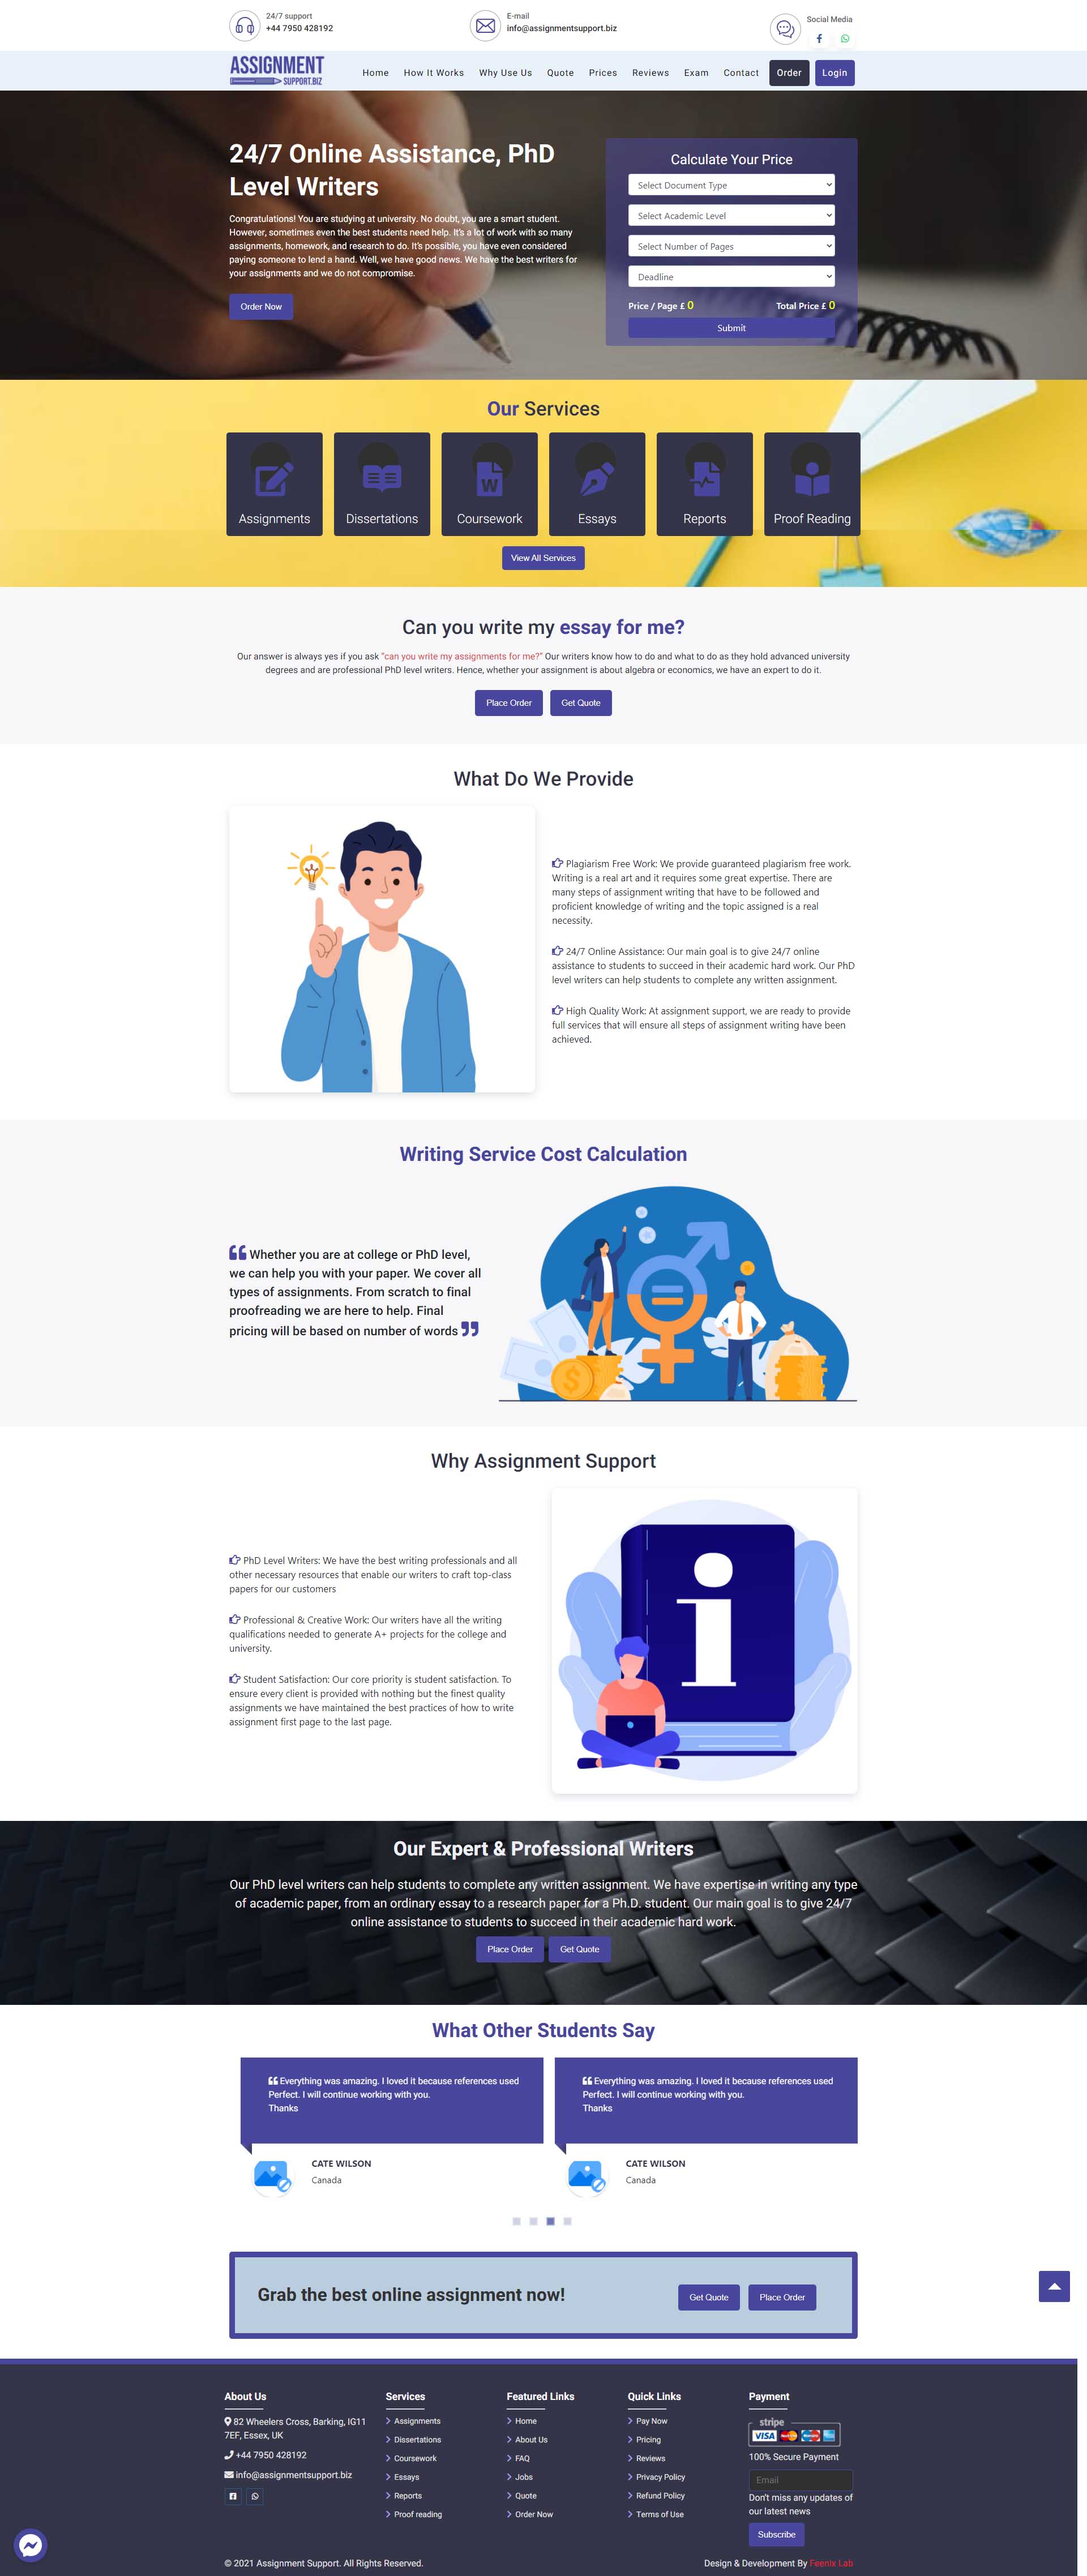 24/7 support
+44 7950 428192
E-mail
info@assignmentsupport.biz
Social Media
ASSIGNMENT
SUPPORT.BIZ
Home How It Works Why Use Us Quote Prices Reviews Exam Contact Order Login
24/7 Online Assistance, PhD
Level Writers
Congratulations! You are studying at university. No doubt, you are a smart student.
However, sometimes even the best students need help. It's a lot of work with so many
assignments, homework, and research to do. It's possible, you have even considered
paying someone to lend a hand. Well, we have good news. We have the best writers for
your assignments and we do not compromise.
Order Now
Calculate Your Price
Select Document Type
Select Academic Level
Select Number of Pages
Deadline
Price / Page £ 0 Total Price £ 0
Submit
Our Services
Assignments Dissertations Coursework Essays Reports Proof Reading
View All Services
Can you write my essay for me?
Our answer is always yes if you ask "can you write my assignments for me?" Our writers know how to do and what to do as they hold advanced university
degrees and are professional PhD level writers. Hence, whether your assignment is about algebra or economics, we have an expert to do it.
Place Order Get Quote
What Do We Provide
Plagiarism Free Work: We provide guaranteed plagiarism free work.
Writing is a real art and it requires some great expertise. There are
many steps of assignment writing that have to be followed and
proficient knowledge of writing and the topic assigned is a real
necessity.
24/7 Online Assistance: Our main goal is to give 24/7 online
assistance to students to succeed in their academic hard work. Our PhD
level writers can help students to complete any written assignment.
High Quality Work: At assignment support, we are ready to provide
full services that will ensure all steps of assignment writing have been
achieved.
Writing Service Cost Calculation
Whether you are at college or PhD level,
we can help you with your paper. We cover all
types of assignments. From scratch to final
proofreading we are here to help. Final
pricing will be based on number of words
Why Assignment Support
PhD Level Writers: We have the best writing professionals and all
other necessary resources that enable our writers to craft top-class
papers for our customers
Professional & Creative Work: Our writers have all the writing
qualifications needed to generate A+ projects for the college and
university.
Student Satisfaction: Our core priority is student satisfaction. To
ensure every client is provided with nothing but the finest quality
assignments we have maintained the best practices of how to write
assignment first page to the last page.
Our Expert & Professional Writers
Our PhD level writers can help students to complete any written assignment. We have expertise in writing any type
of academic paper, from an ordinary essay to a research paper for a Ph.D. student. Our main goal is to give 24/7
online assistance to students to succeed in their academic hard work.
Place Order Get Quote
What Other Students Say
Everything was amazing. I loved it because references used
Perfect. I will continue working with you.
Thanks
CATE WILSON
Canada
Everything was amazing. I loved it because references used
Perfect. I will continue working with you.
Thanks
CATE WILSON
Canada
Grab the best online assignment now!
Get Quote Place Order
About Us
82 Wheelers Cross, Barking, IG11
7EF, Essex, UK
+44 7950 428192
info@assignmentsupport.biz
Services
Assignments
Dissertations
Coursework
Essays
Reports
Proof reading
Featured Links
Home
About Us
FAQ
Jobs
Quote
Order Now
Quick Links
Pay Now
Pricing
Reviews
Privacy Policy
Refund Policy
Terms of Use
Payment
stripe
VISA
100% Secure Payment
Email
Don't miss any updates of
our latest news
Subscribe
© 2021 Assignment Support. All Rights Reserved.
Design & Development By Feenix Lab